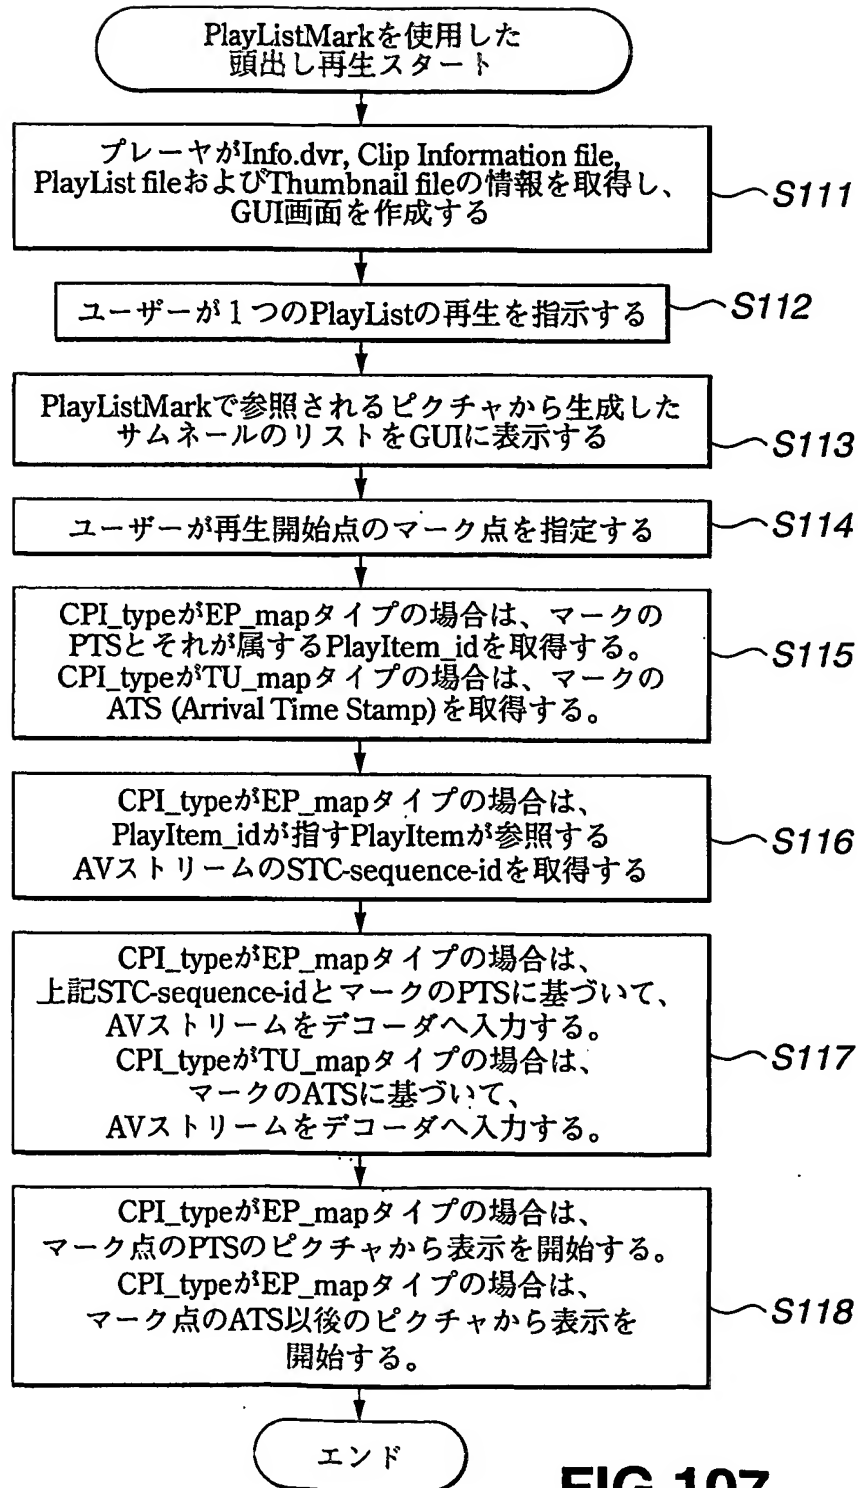 PlayListMarkを使用した
頭出し再生スタート
プレーヤがInfo.dvr, Clip Information file,
PlayList fileおよびThumbnail fileの情報を取得し、
GUI画面を作成する
S111
ユーザーが1つのPlayListの再生を指示する
S112
PlayListMarkで参照されるピクチャから生成した
サムネールのリストをGUIに表示する
S113
ユーザーが再生開始点のマーク点を指定する
S114
CPI_typeがEP_mapタイプの場合は、マークの
PTSとそれが属するPlayItem_idを取得する。
CPI_typeがTU_mapタイプの場合は、マークの
ATS (Arrival Time Stamp)を取得する。
S115
CPI_typeがEP_mapタイプの場合は、
PlayItem_idが指すPlayItemが参照する
AVストリームのSTC-sequence-idを取得する
S116
CPI_typeがEP_mapタイプの場合は、
上記STC-sequence-idとマークのPTSに基づいて、
AVストリームをデコーダへ入力する。
CPI_typeがTU_mapタイプの場合は、
マークのATSに基づいて、
AVストリームをデコーダへ入力する。
S117
CPI_typeがEP_mapタイプの場合は、
マーク点のPTSのピクチャから表示を開始する。
CPI_typeがEP_mapタイプの場合は、
マーク点のATS以後のピクチャから表示を
開始する。
S118
エンド
FIG.107